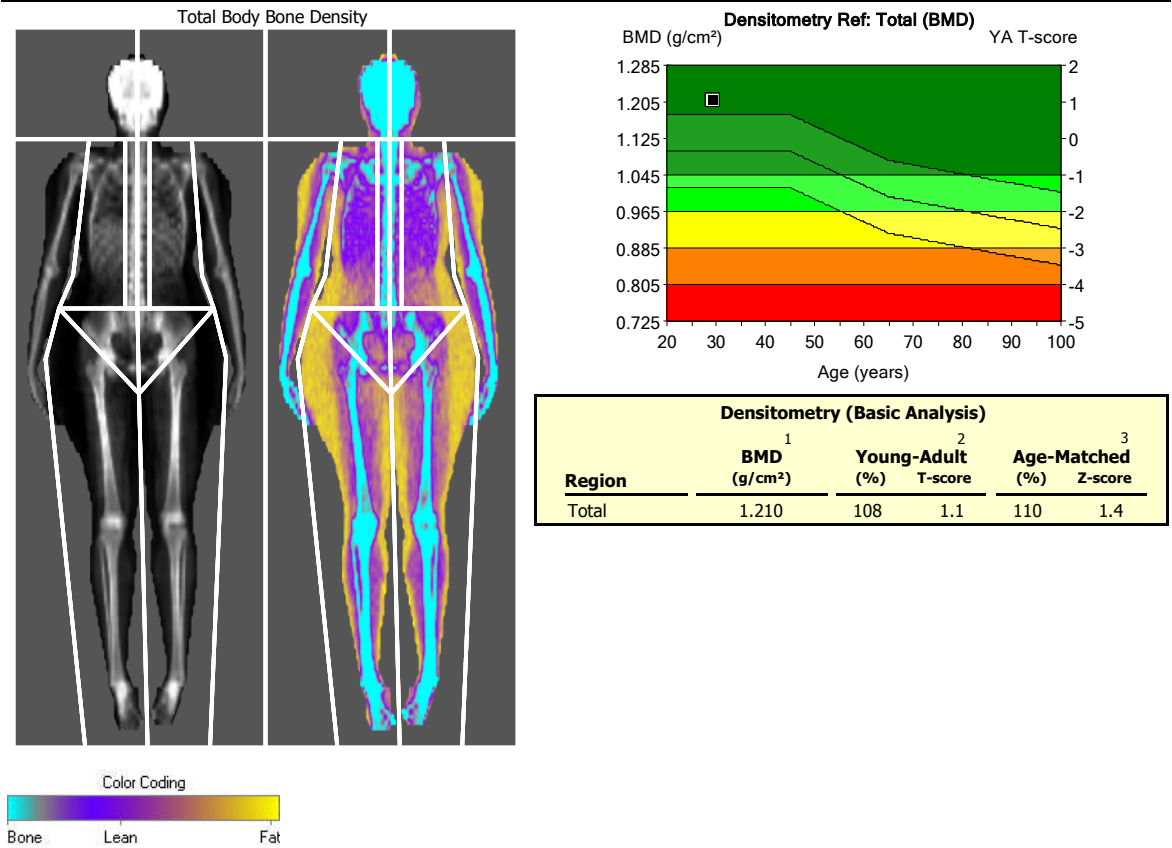 Total Body Bone Density
Densitometry Ref: Total (BMD)
BMD (g/cm²) YA T-score
1.285 2
1.205 1
1.125 0
1.045 -1
0.965 -2
0.885 -3
0.805 -4
0.725 -5
20 30 40 50 60 70 80 90 100
Age (years)
Densitometry (Basic Analysis)
1 2 3
BMD Young-Adult Age-Matched
Region (g/cm²) (%) T-score (%) Z-score
Total 1.210 108 1.1 110 1.4
Color Coding
Bone Lean Fat